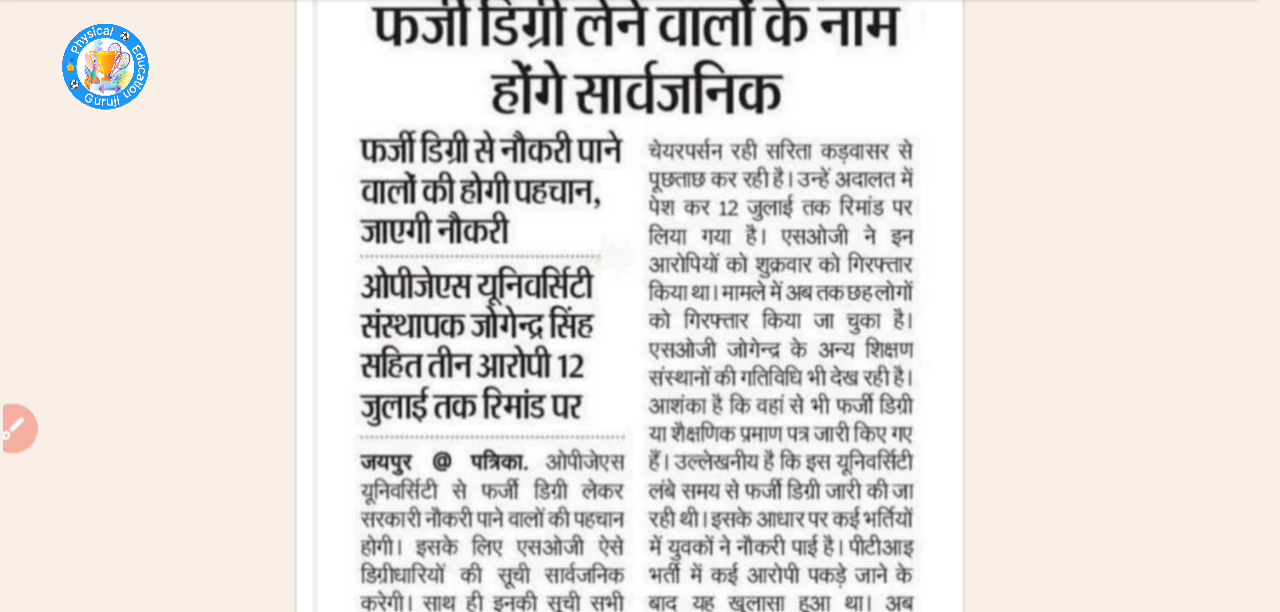 Physical Education Guruji
फर्जी डिग्री लेने वालों के नाम
होंगे सार्वजनिक
फर्जी डिग्री से नौकरी पाने
वालों की होगी पहचान,
जाएगी नौकरी
ओपीजेएस यूनिवर्सिटी
संस्थापक जोगेन्द्र सिंह
सहित तीन आरोपी 12
जुलाई तक रिमांड पर
जयपुर @ पत्रिका. ओपीजेएस
यूनिवर्सिटी से फर्जी डिग्री लेकर
सरकारी नौकरी पाने वालों की पहचान
होगी। इसके लिए एसओजी ऐसे
डिग्रीधारियों की सूची सार्वजनिक
करेगी। साथ ही इनकी सूची सभी
चेयरपर्सन रही सरिता कड़वासर से
पूछताछ कर रही है। उन्हें अदालत में
पेश कर 12 जुलाई तक रिमांड पर
लिया गया है। एसओजी ने इन
आरोपियों को शुक्रवार को गिरफ्तार
किया था। मामले में अब तक छह लोगों
को गिरफ्तार किया जा चुका है।
एसओजी जोगेन्द्र के अन्य शिक्षण
संस्थानों की गतिविधि भी देख रही है।
आशंका है कि वहां से भी फर्जी डिग्री
या शैक्षणिक प्रमाण पत्र जारी किए गए
हैं। उल्लेखनीय है कि इस यूनिवर्सिटी
लंबे समय से फर्जी डिग्री जारी की जा
रही थी। इसके आधार पर कई भर्तियों
में युवकों ने नौकरी पाई है। पीटीआइ
भर्ती में कई आरोपी पकड़े जाने के
बाद यह खुलासा हुआ था। अब